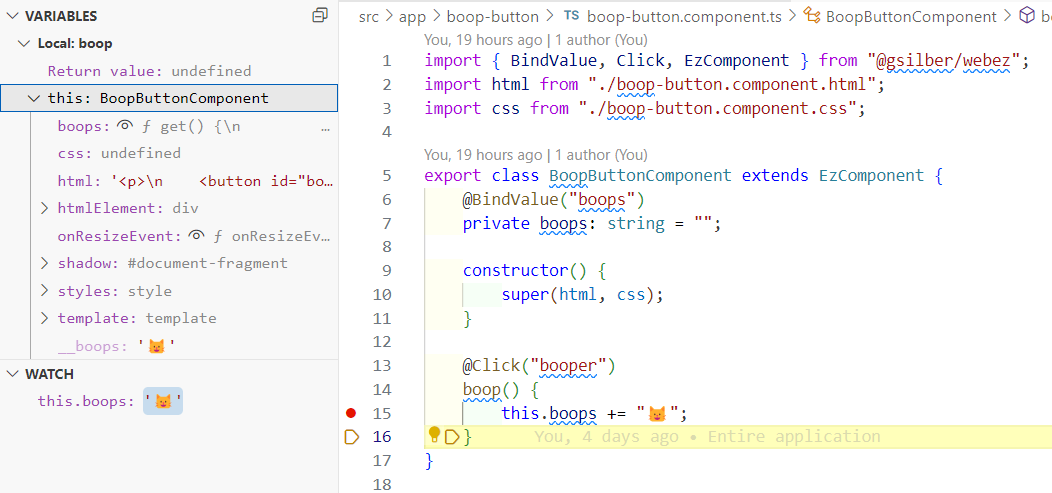 VARIABLES
Local: boop
Return value: undefined
this: BoopButtonComponent
boops: ƒ get() {\n …
css: undefined
html: '<p>\n    <button id="bo…
htmlElement: div
onResizeEvent: ƒ onResizeEv…
shadow: #document-fragment
styles: style
template: template
__boops: '😺'
WATCH
this.boops: '😺'
src > app > boop-button > TS boop-button.component.ts > BoopButtonComponent >
You, 19 hours ago | 1 author (You)
1 import { BindValue, Click, EzComponent } from "@gsilber/webez";
2 import html from "./boop-button.component.html";
3 import css from "./boop-button.component.css";
4
You, 19 hours ago | 1 author (You)
5 export class BoopButtonComponent extends EzComponent {
6     @BindValue("boops")
7     private boops: string = "";
8
9     constructor() {
10         super(html, css);
11     }
12
13     @Click("booper")
14     boop() {
15         this.boops += "😺";
16     }       You, 4 days ago • Entire application
17 }
18